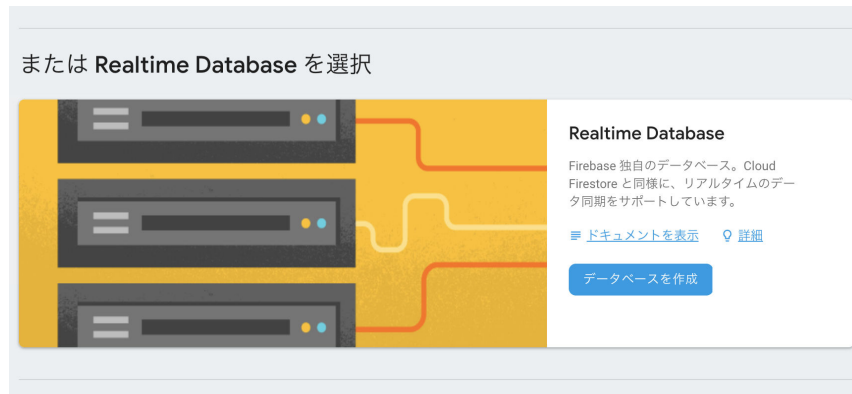 または Realtime Database を選択
Realtime Database
Firebase 独自のデータベース。Cloud
Firestore と同様に、リアルタイムのデー
タ同期をサポートしています。
ドキュメントを表示 詳細
データベースを作成